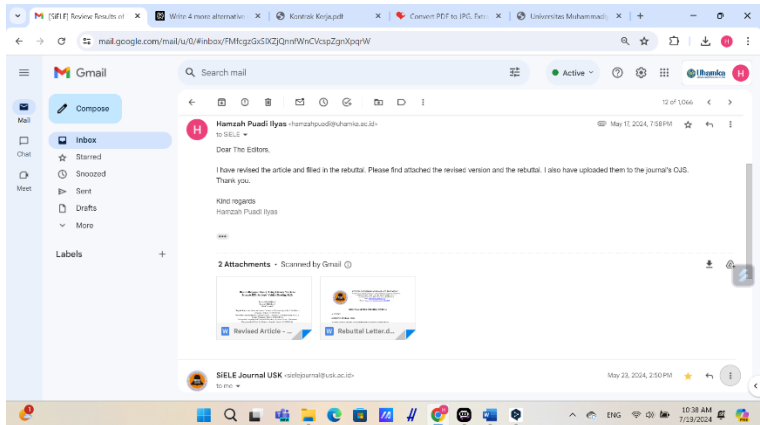 [SiELE] Review Results of
Write 4 more alternative
Kontrak Kerja.pdf
Convert PDF to JPG. Extr
Universitas Muhammadiy
mail.google.com/mail/u/0/#inbox/FMfcgzGxSlXZjQnnfWnCVcspZgnXpqrW
Gmail
Search mail
Active
Uhamka
H
Mail
Compose
12 of 1,066
Chat
Meet
Inbox
Starred
Snoozed
Sent
Drafts
More
Labels
H
Hamzah Puadi Ilyas <hamzahpuadi@uhamka.ac.id>
May 17, 2024, 7:58 PM
to SELE
Dear The Editors,
I have revised the article and filled in the rebuttal. Please find attached the revised version and the rebuttal. I also have uploaded them to the journal's OJS.
Thank you.
Kind regards
Hamzah Puadi Ilyas
2 Attachments • Scanned by Gmail
Revised Article - ...
Rebuttal Letter.d...
SiELE Journal USK <sielejournal@usk.ac.id>
May 23, 2024, 2:50 PM
to me
ENG
10:38 AM
7/13/2024